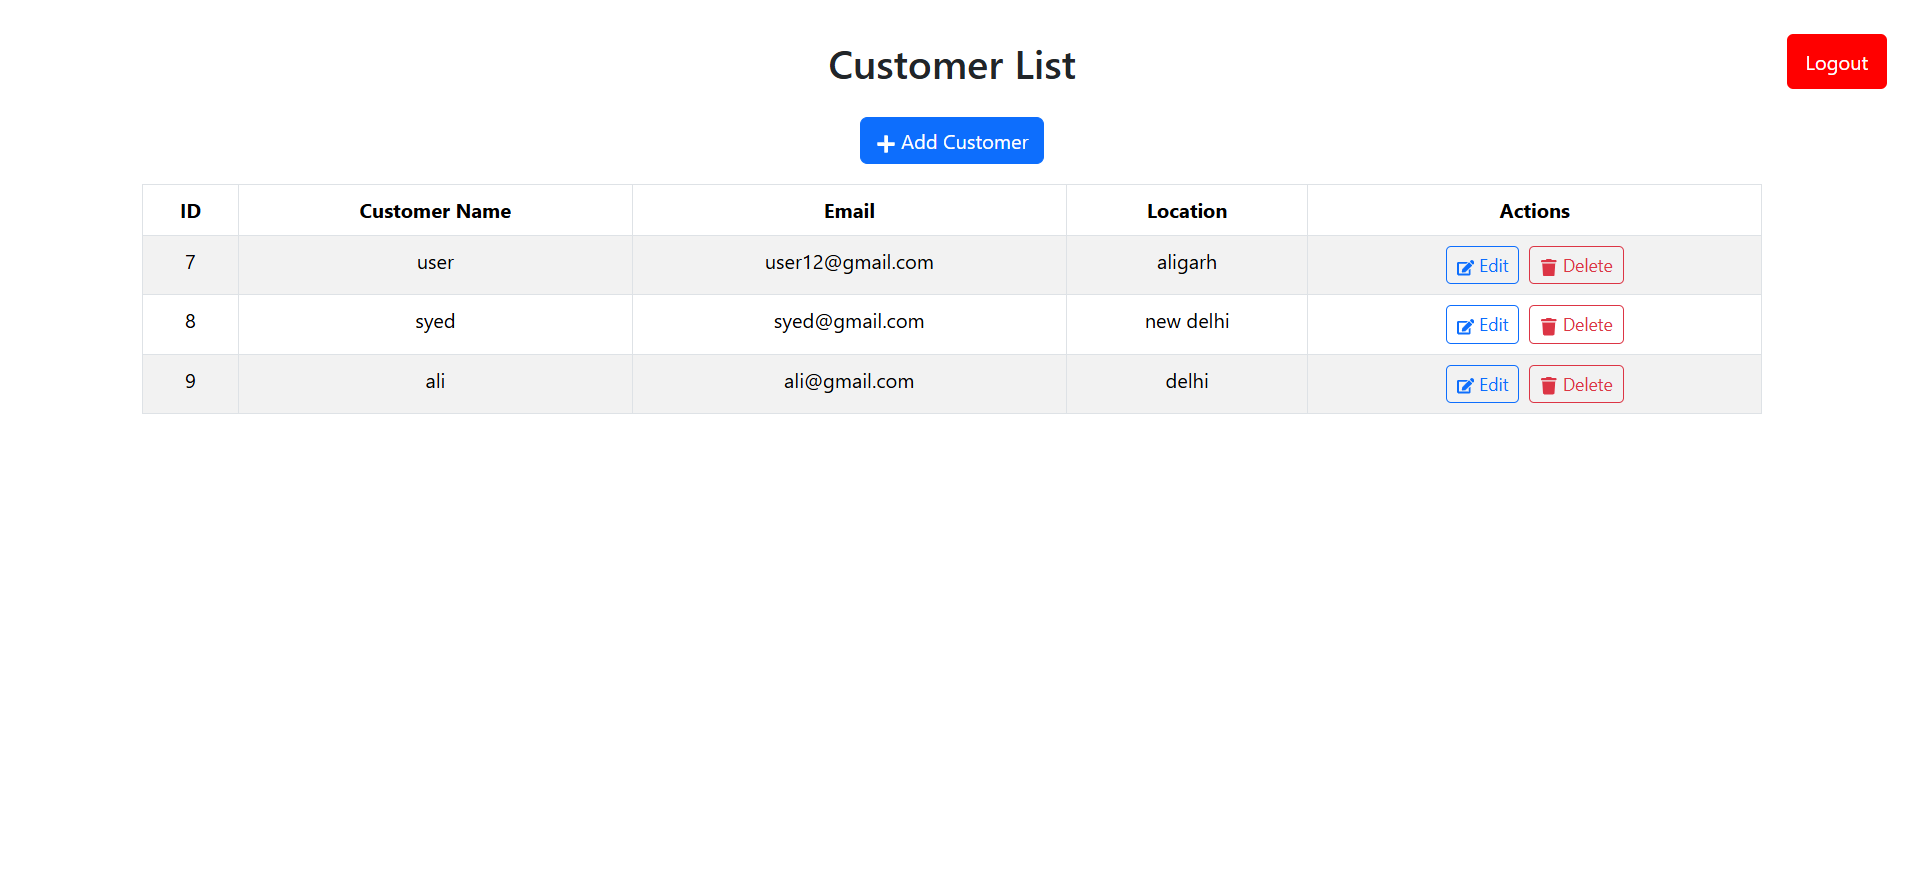 Customer List
Logout
Add Customer
ID Customer Name Email Location Actions
7 user user12@gmail.com aligarh Edit Delete
8 syed syed@gmail.com new delhi Edit Delete
9 ali ali@gmail.com delhi Edit Delete